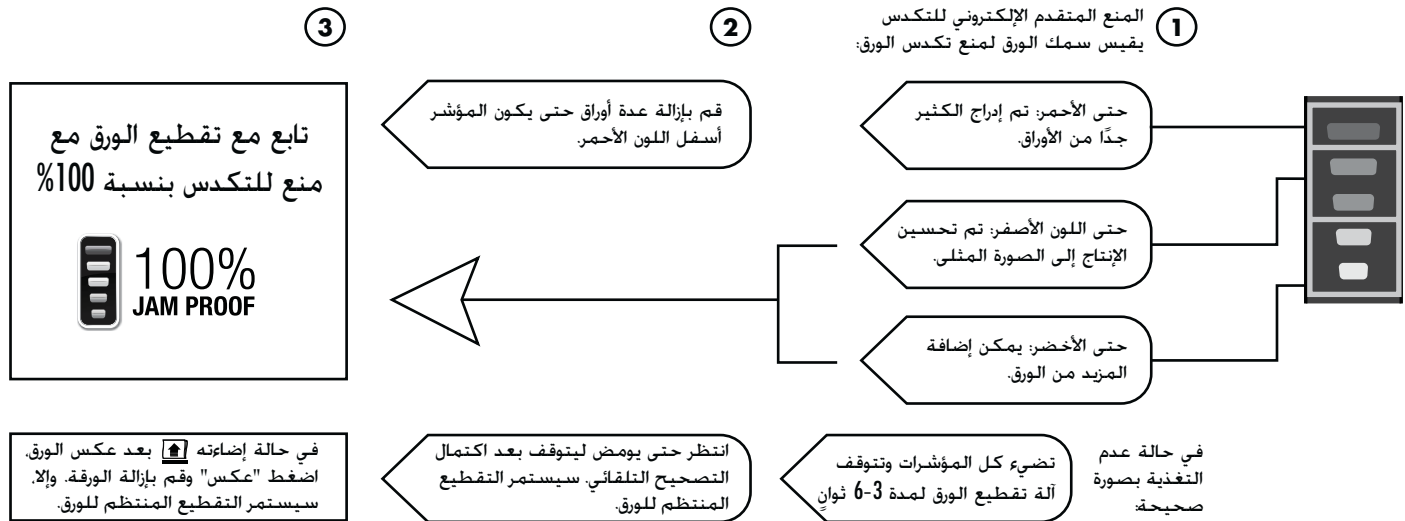 1
المنع المتقدم الإلكتروني للتكدس
يقيس سمك الورق لمنع تكدس الورق:
حتى الأحمر: تم إدراج الكثير
جدًا من الأوراق.
حتى اللون الأصفر: تم تحسين
الإنتاج إلى الصورة المثلى.
حتى الأخضر: يمكن إضافة
المزيد من الورق.
2
قم بإزالة عدة أوراق حتى يكون المؤشر
أسفل اللون الأحمر.
3
تابع مع تقطيع الورق مع
منع للتكدس بنسبة 100%
100%
JAM PROOF
في حالة عدم
التغذية بصورة
صحيحة:
تضيء كل المؤشرات وتتوقف
آلة تقطيع الورق لمدة 3-6 ثوانٍ
انتظر حتى يومض ليتوقف بعد اكتمال
التصحيح التلقائي. سيستمر التقطيع
المنتظم للورق.
في حالة إضاءته بعد عكس الورق،
اضغط "عكس" وقم بإزالة الورقة. وإلا،
سيستمر التقطيع المنتظم للورق.